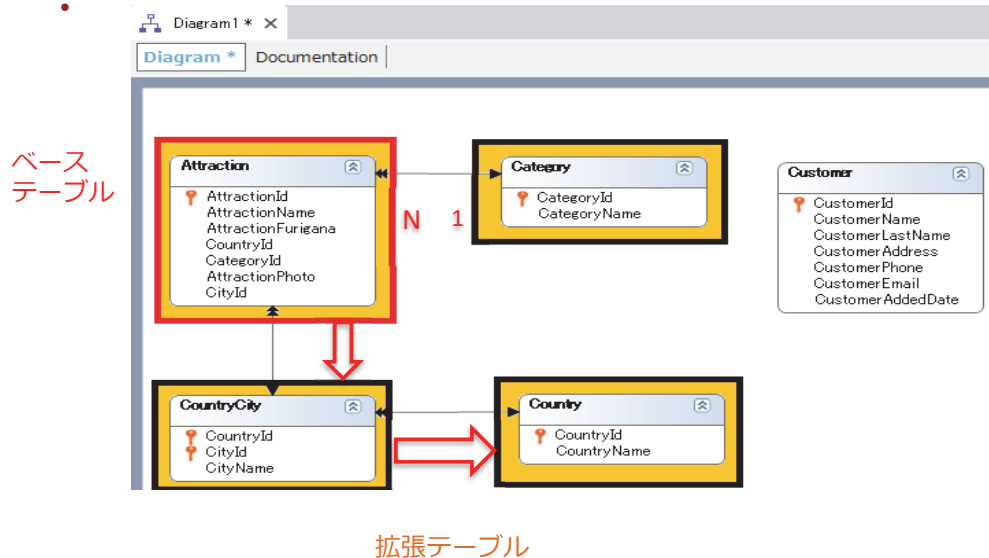 Diagram1 *
Diagram *
Documentation
ベース
テーブル
Attraction
AttractionId
AttractionName
AttractionFurigana
CountryId
CategoryId
AttractionPhoto
CityId
N
1
Category
CategoryId
CategoryName
Customer
CustomerId
CustomerName
CustomerLastName
CustomerAddress
CustomerPhone
CustomerEmail
CustomerAddedDate
CountryCity
CountryId
CityId
CityName
Country
CountryId
CountryName
拡張テーブル